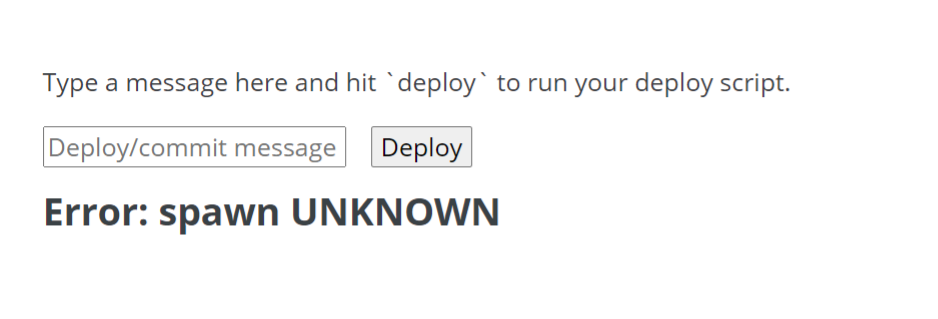 Type a message here and hit `deploy` to run your deploy script.
Deploy/commit message
Deploy
Error: spawn UNKNOWN